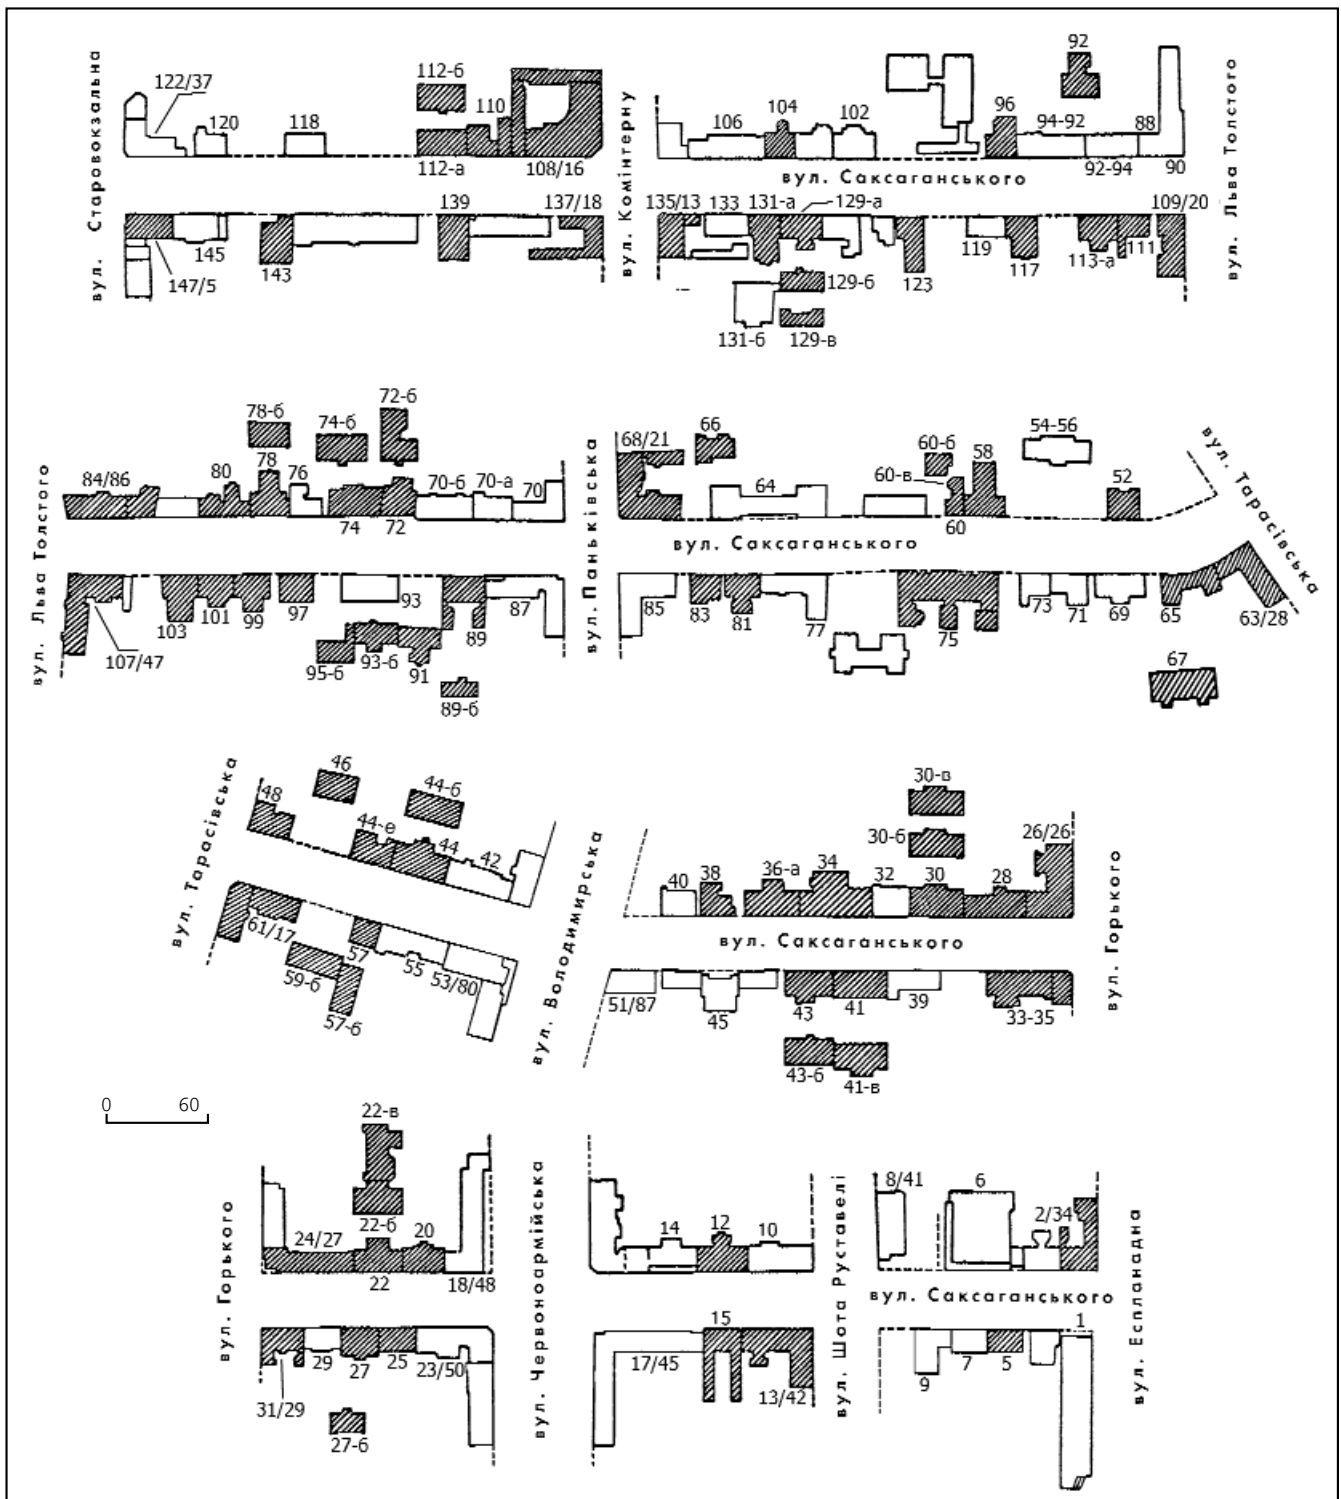 вул. Старовокзальна
122/37
120
118
112-б
110
112-а
108/16
145
147/5
143
139
137/18
вул. Комінтерну
106
104
102
96
92
94-92
88
92-94
90
вул. Саксаганського
135/13
133
131-а
129-а
109/20
119
117
113-а
111
123
129-б
131-б
129-в
вул. Льва Толстого
вул. Льва Толстого
84/86
80
78-б
78
76
74-б
72-б
74
72
70-б
70-а
70
107/47
103
101
99
97
93
95-б
93-б
91
89
89-б
87
вул. Паньківська
68/21
66
64
60-в
60-б
60
58
54-56
52
вул. Саксаганського
85
83
81
77
75
73
71
69
65
63/28
67
вул. Тарасівська
вул. Тарасівська
48
46
44-е
44-б
44
42
61/17
59-б
57
57-б
55
53/80
вул. Володимирська
40
38
36-а
34
32
30-в
30-б
30
28
26/26
вул. Саксаганського
51/87
45
43
41
39
33-35
43-б
41-в
вул. Горького
0 60
вул. Горького
24/27
22-в
22-б
22
20
18/48
31/29
29
27
25
23/50
27-б
вул. Червоноармійська
14
12
10
17/45
15
13/42
вул. Шота Руставелі
8/41
6
2/34
вул. Саксаганського
9
7
5
1
вул. Еспланадна